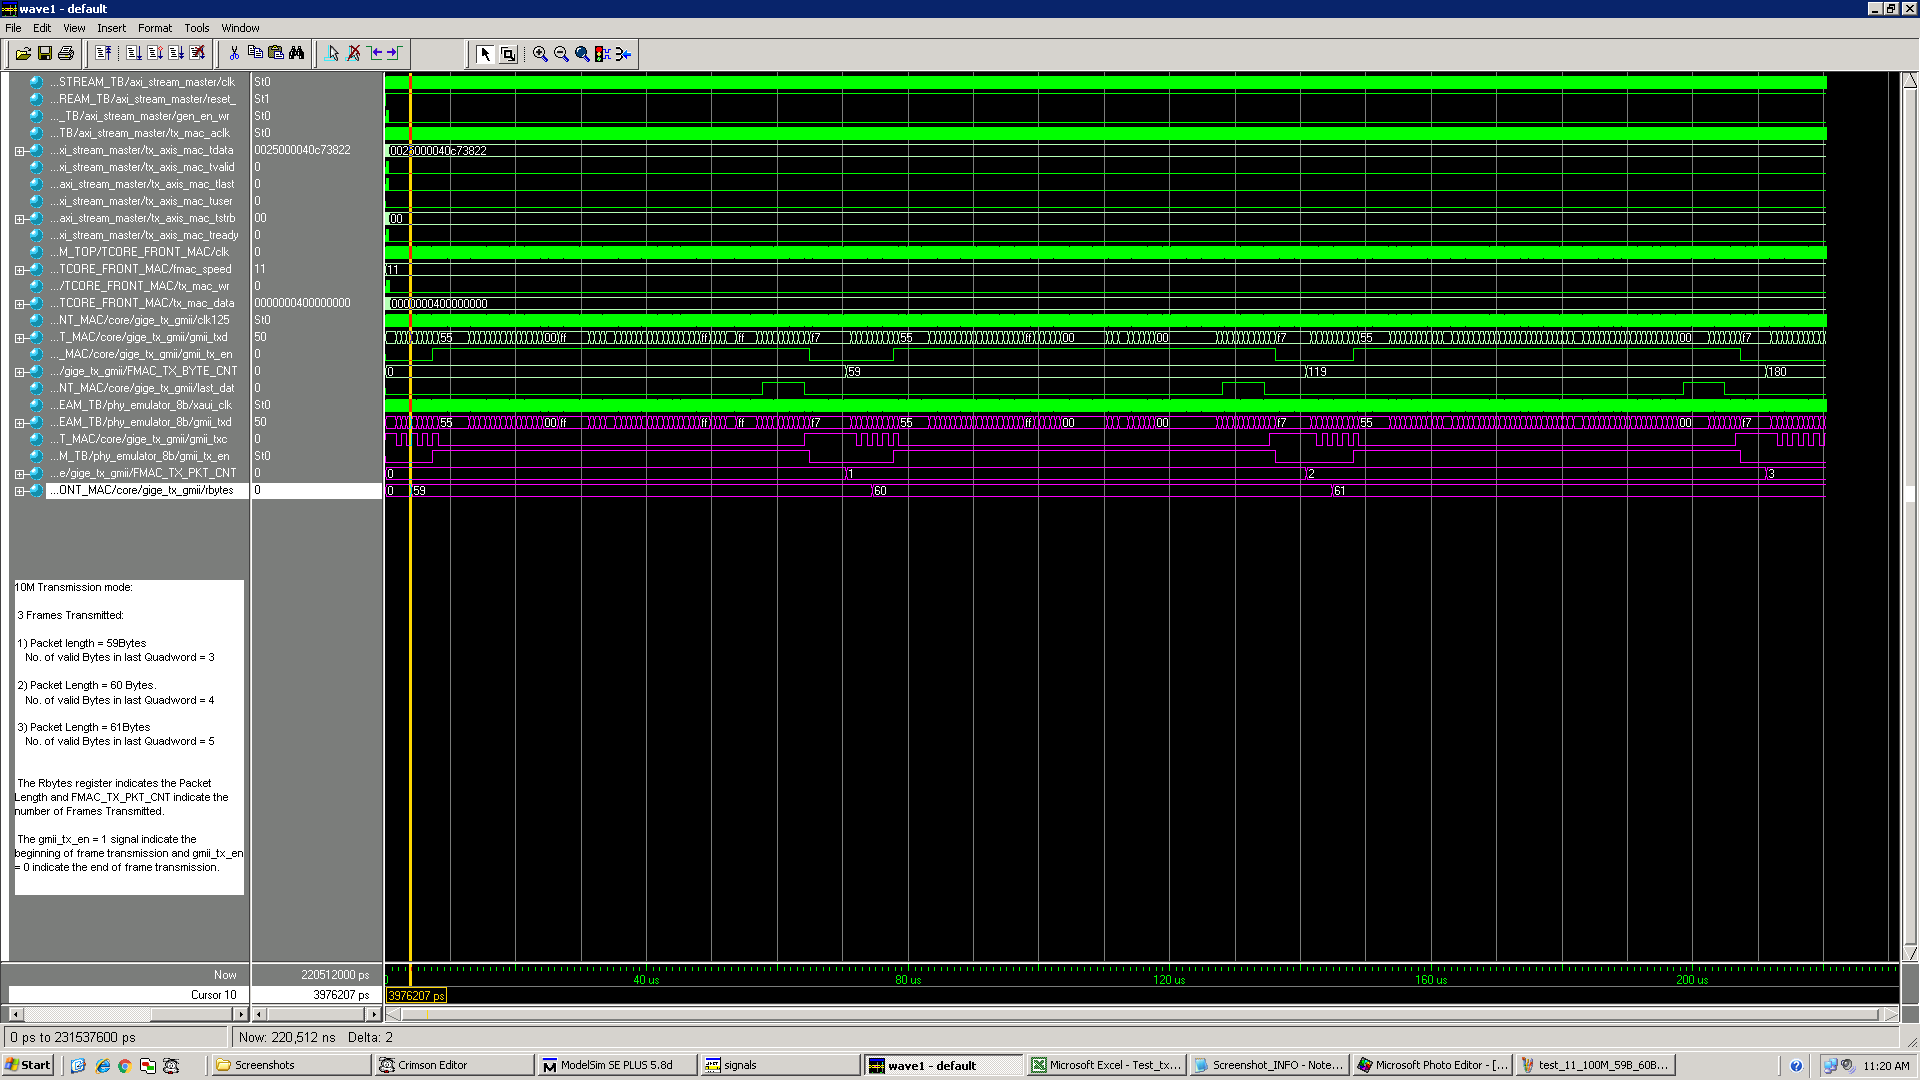 wave1 - default
File Edit View Insert Format Tools Window
...STREAM_TB/axi_stream_master/clk St0
...REAM_TB/axi_stream_master/reset_ St1
..._TB/axi_stream_master/gen_en_wr St0
...TB/axi_stream_master/tx_mac_aclk St0
...xi_stream_master/tx_axis_mac_tdata 0025000040c73822 0025000040c73822
...xi_stream_master/tx_axis_mac_tvalid 0
...axi_stream_master/tx_axis_mac_tlast 0
...xi_stream_master/tx_axis_mac_tuser 0
...axi_stream_master/tx_axis_mac_tstrb 00 00
...xi_stream_master/tx_axis_mac_tready 0
...M_TOP/TCORE_FRONT_MAC/clk St0
...TCORE_FRONT_MAC/fmac_speed 11 11
.../TCORE_FRONT_MAC/tx_mac_wr 0
...TCORE_FRONT_MAC/tx_mac_data 0000000400000000 0000000400000000
...NT_MAC/core/gige_tx_gmii/clk125 St0
...T_MAC/core/gige_tx_gmii/gmii_txd 50 55 00 ff ff ff f7 55 ff 00 00 f7 55 00 f7
..._MAC/core/gige_tx_gmii/gmii_tx_en 0
.../gige_tx_gmii/FMAC_TX_BYTE_CNT 0 0 59 119 180
...NT_MAC/core/gige_tx_gmii/last_dat 0
...EAM_TB/phy_emulator_8b/xaui_clk St0
...EAM_TB/phy_emulator_8b/gmii_txd 50 55 00 ff ff ff f7 55 ff 00 00 f7 55 00 f7
...T_MAC/core/gige_tx_gmii/gmii_txc 0
...M_TB/phy_emulator_8b/gmii_tx_en St0
...e/gige_tx_gmii/FMAC_TX_PKT_CNT 0 0 1 2 3
...ONT_MAC/core/gige_tx_gmii/rbytes 0 0 59 60 61
10M Transmission mode:
3 Frames Transmitted:
1) Packet length = 59Bytes
No. of valid Bytes in last Quadword = 3
2) Packet Length = 60 Bytes.
No. of valid Bytes in last Quadword = 4
3) Packet Length = 61Bytes
No. of valid Bytes in last Quadword = 5
The Rbytes register indicates the Packet
Length and FMAC_TX_PKT_CNT indicate the
number of Frames Transmitted.
The gmii_tx_en = 1 signal indicate the
beginning of frame transmission and gmii_tx_en
= 0 indicate the end of frame transmission.
Now 220512000 ps 0 40 us 80 us 120 us 160 us 200 us
Cursor 10 3976207 ps 3976207 ps
0 ps to 231537600 ps Now: 220,512 ns Delta: 2
Start Screenshots Crimson Editor ModelSim SE PLUS 5.8d signals wave1 - default Microsoft Excel - Test_tx... Screenshot_INFO - Note... Microsoft Photo Editor - [... test_11_100M_59B_60B... 11:20 AM